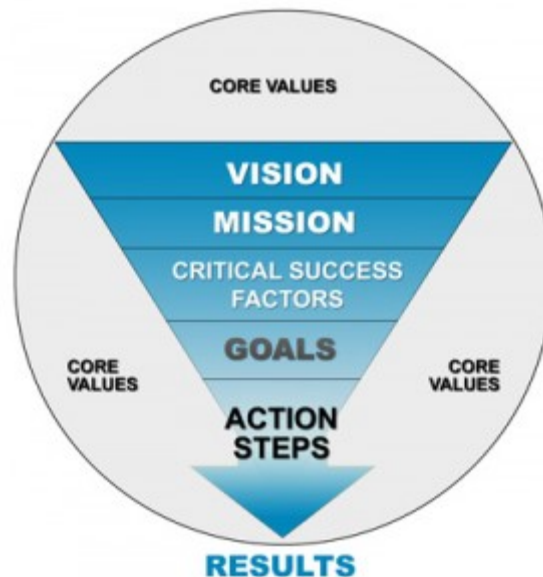 CORE VALUES
VISION
MISSION
CRITICAL SUCCESS
FACTORS
GOALS
CORE
VALUES
CORE
VALUES
ACTION
STEPS
RESULTS